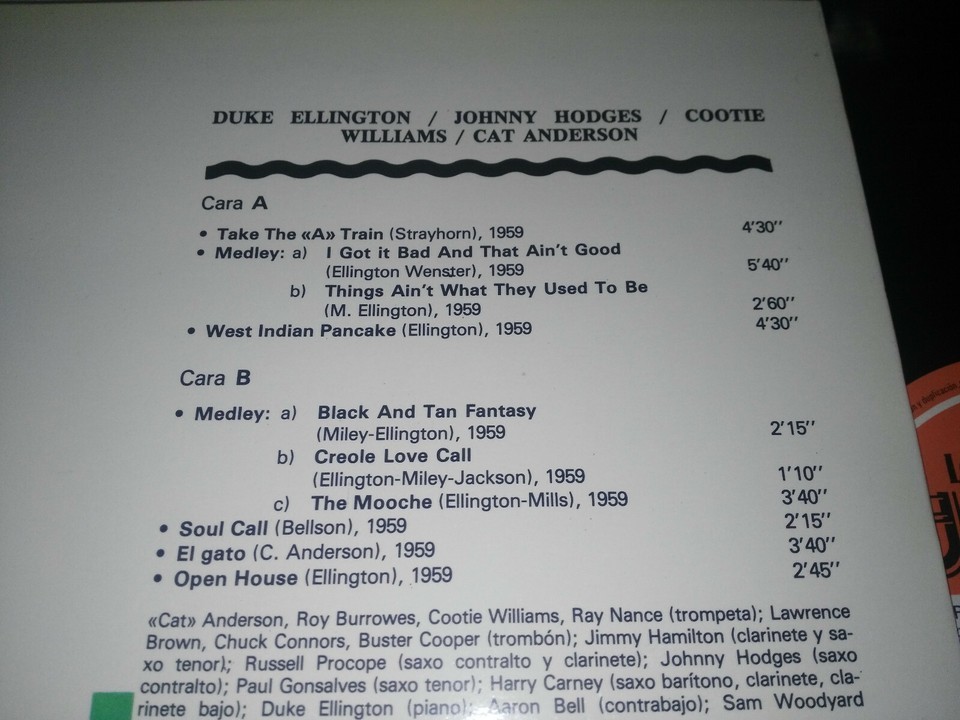 DUKE ELLINGTON / JOHNNY HODGES / COOTIE
WILLIAMS / CAT ANDERSON
Cara A
• Take The «A» Train (Strayhorn), 1959 4'30''
• Medley: a) I Got it Bad And That Ain't Good
(Ellington Wenster), 1959 5'40''
b) Things Ain't What They Used To Be
(M. Ellington), 1959 2'60''
• West Indian Pancake (Ellington), 1959 4'30''
Cara B
• Medley: a) Black And Tan Fantasy
(Miley-Ellington), 1959 2'15''
b) Creole Love Call
(Ellington-Miley-Jackson), 1959 1'10''
c) The Mooche (Ellington-Mills), 1959 3'40''
• Soul Call (Bellson), 1959 2'15''
• El gato (C. Anderson), 1959 3'40''
• Open House (Ellington), 1959 2'45''
«Cat» Anderson, Roy Burrowes, Cootie Williams, Ray Nance (trompeta); Lawrence
Brown, Chuck Connors, Buster Cooper (trombón); Jimmy Hamilton (clarinete y sa-
xo tenor); Russell Procope (saxo contralto y clarinete); Johnny Hodges (saxo
contralto); Paul Gonsalves (saxo tenor); Harry Carney (saxo barítono, clarinete, cla-
rinete bajo); Duke Ellington (piano); Aaron Bell (contrabajo); Sam Woodyard